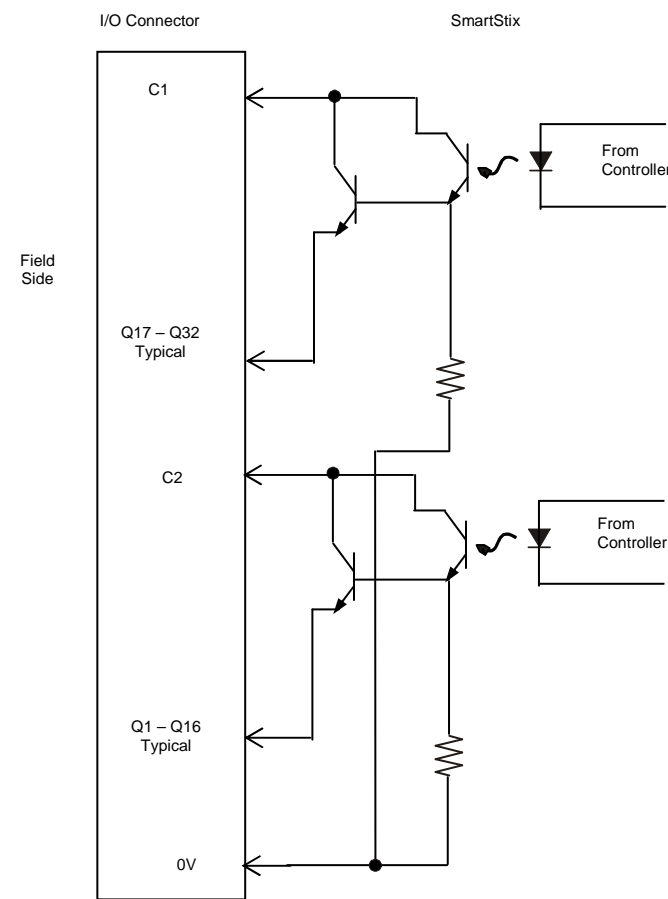 I/O Connector
SmartStix
C1
From
Controller
Field
Side
Q17 – Q32
Typical
C2
From
Controller
Q1 – Q16
Typical
0V